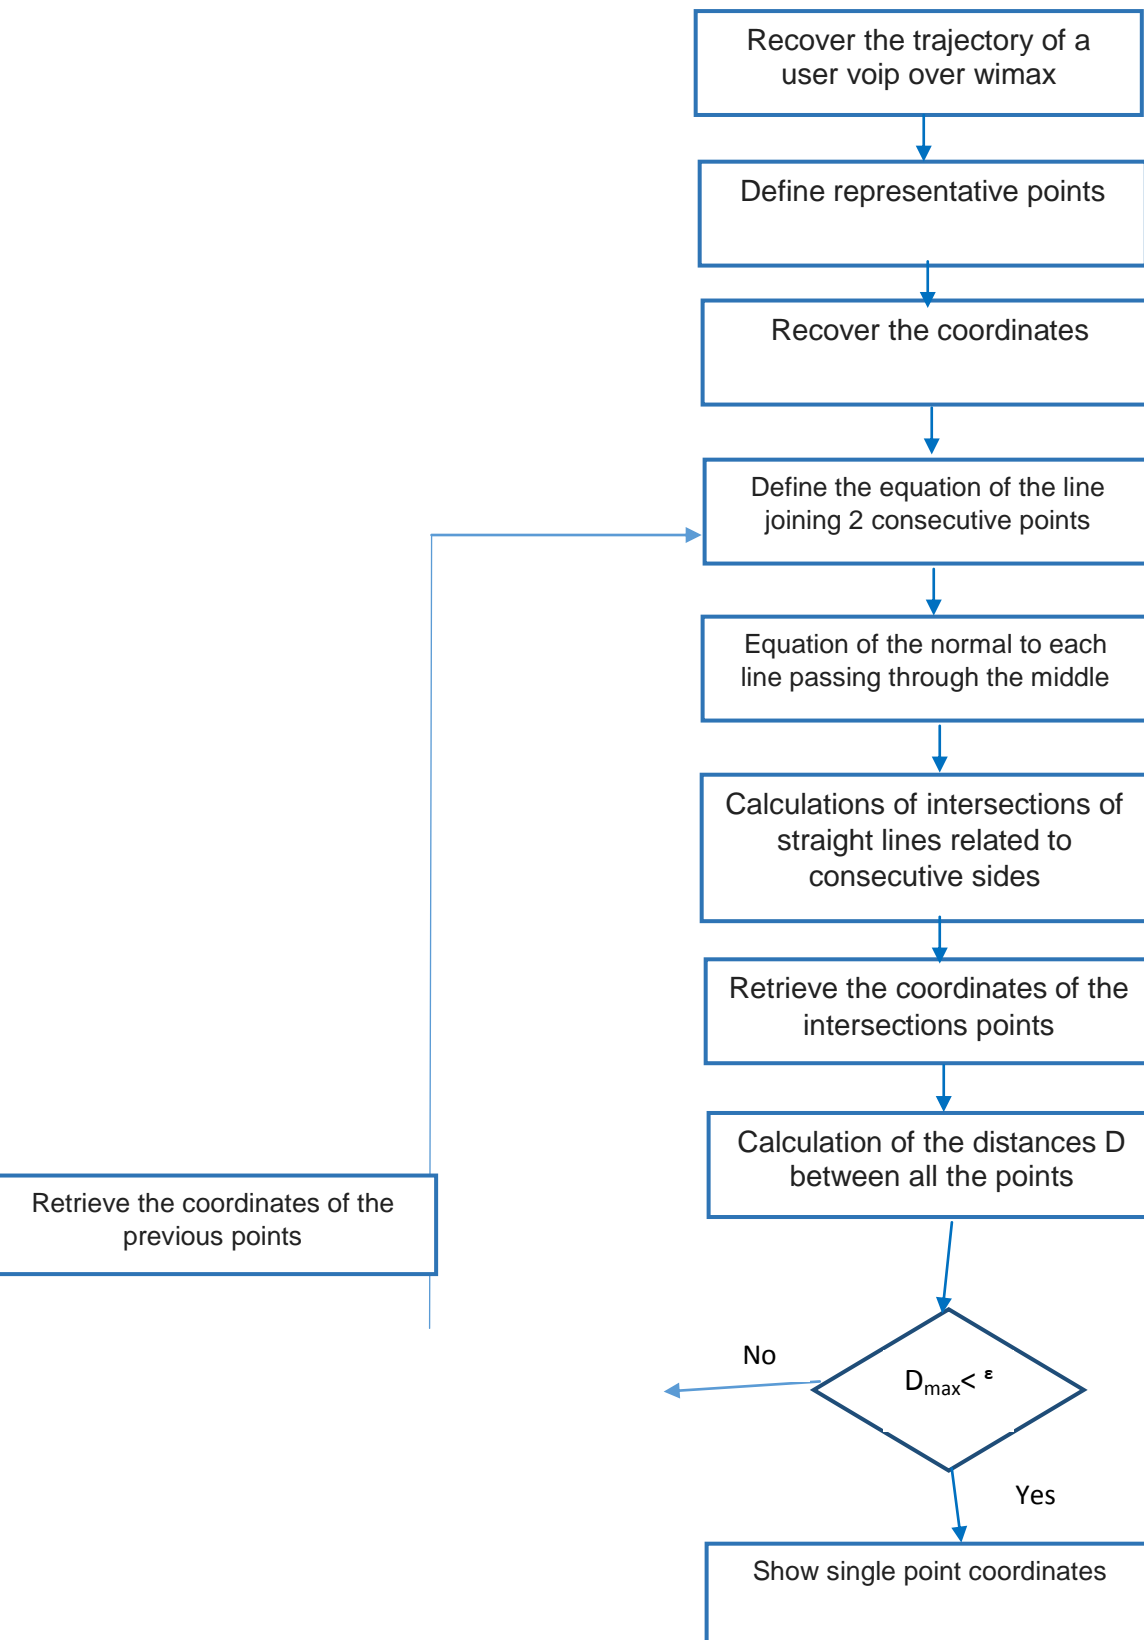 Recover the trajectory of a
user voip over wimax
Define representative points
Recover the coordinates
Define the equation of the line
joining 2 consecutive points
Equation of the normal to each
line passing through the middle
Calculations of intersections of
straight lines related to
consecutive sides
Retrieve the coordinates of the
intersections points
Calculation of the distances D
between all the points
Retrieve the coordinates of the
previous points
No
Dmax< ε
Yes
Show single point coordinates